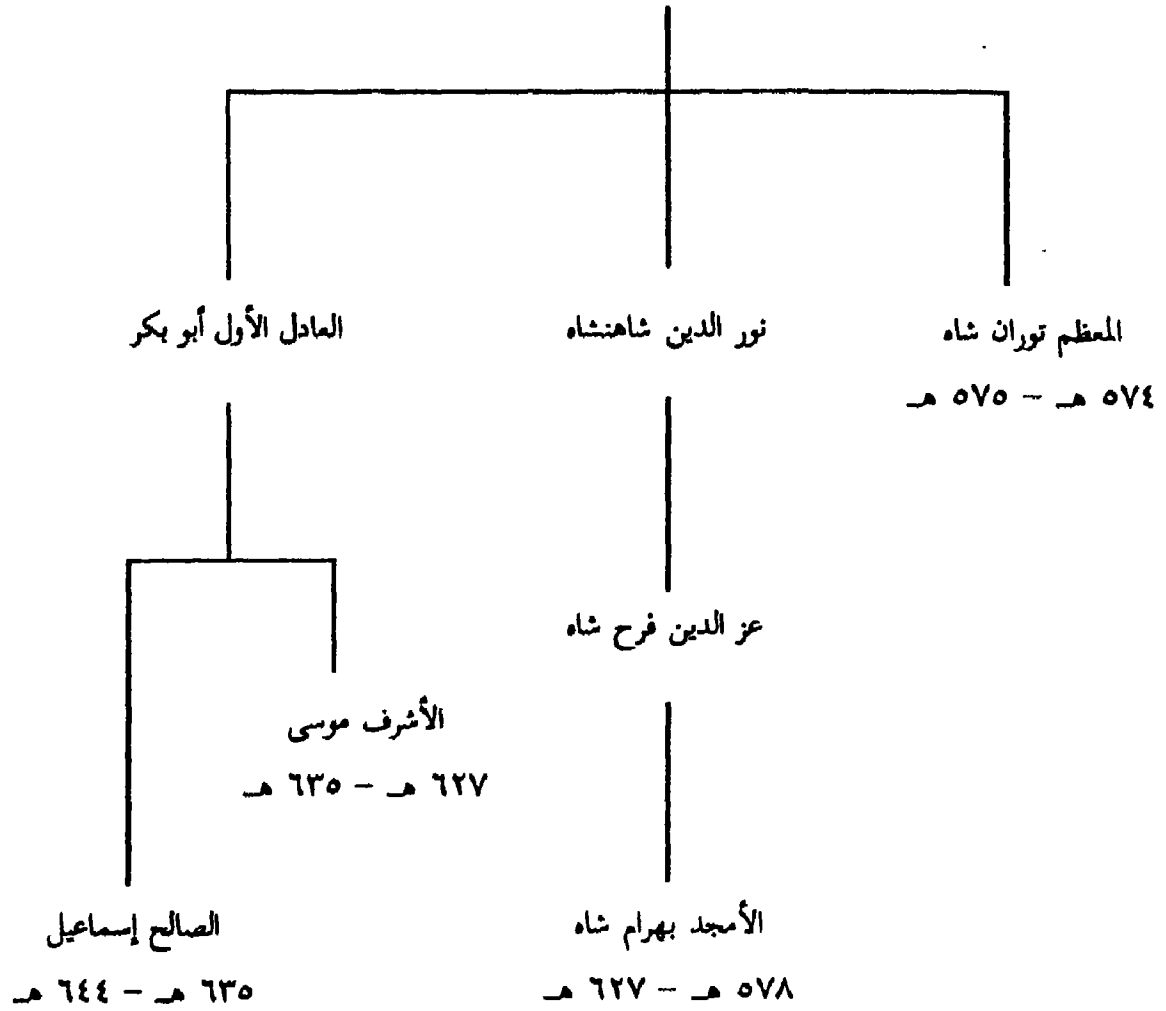 المعظم توران شاه
٥٧٤ هـ – ٥٧٥ هـ
نور الدين شاهنشاه
العادل الأول أبو بكر
عز الدين فرح شاه
الأشرف موسى
٦٢٧ هـ – ٦٣٥ هـ
الأمجد بهرام شاه
٥٧٨ هـ – ٦٢٧ هـ
الصالح إسماعيل
٦٣٥ هـ – ٦٤٤ هـ